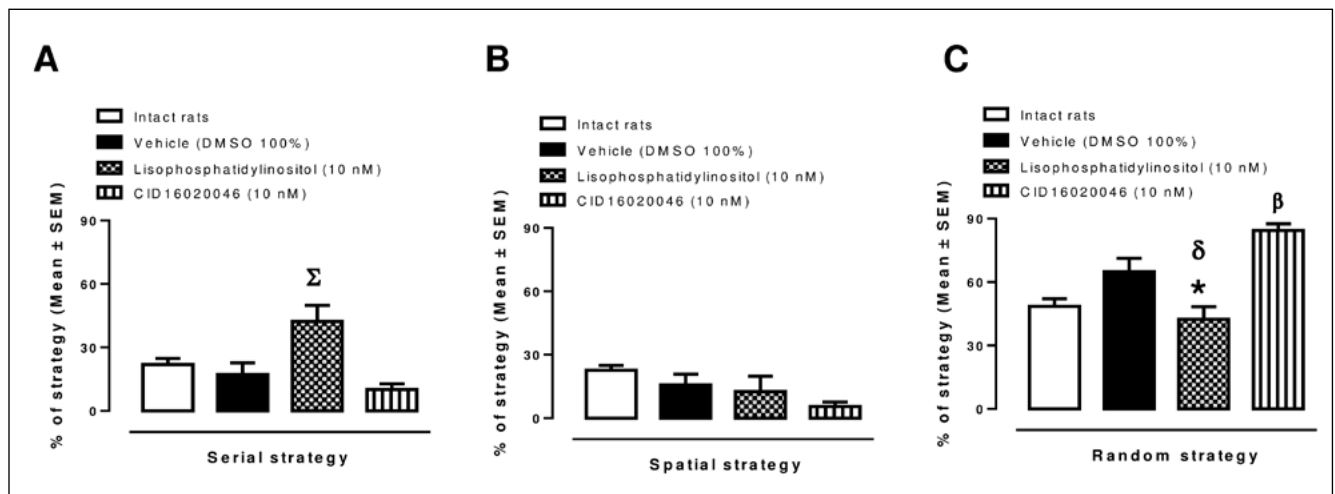 A
Intact rats
Vehicle (DMSO 100%)
Lisophosphatidylinositol (10 nM)
CID16020046 (10 nM)
% of strategy (Mean ± SEM)
90
60
30
0
Σ
Serial strategy
B
Intact rats
Vehicle (DMSO 100%)
Lisophosphatidylinositol (10 nM)
CID16020046 (10 nM)
% of strategy (Mean ± SEM)
90
60
30
0
Spatial strategy
C
Intact rats
Vehicle (DMSO 100%)
Lisophosphatidylinositol (10 nM)
CID16020046 (10 nM)
% of strategy (Mean ± SEM)
90
60
30
0
δ
*
β
Random strategy